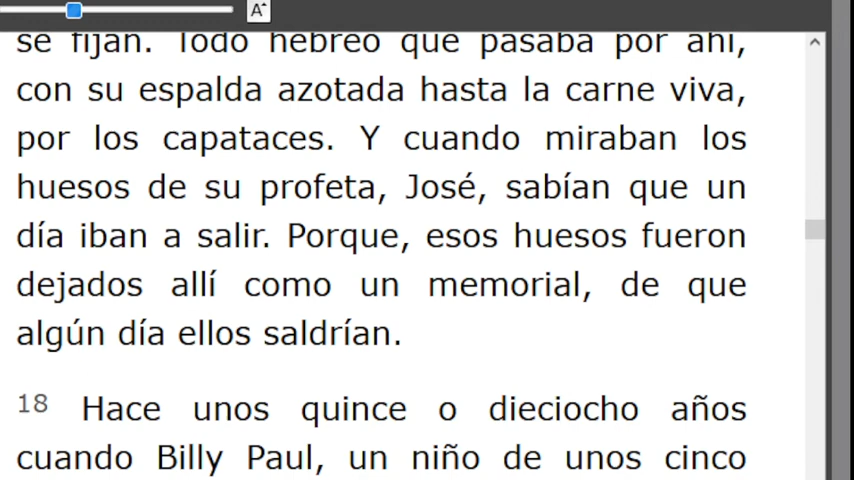 A
se fijan. Todo hebreo que pasaba por ahí,
con su espalda azotada hasta la carne viva,
por los capataces. Y cuando miraban los
huesos de su profeta, José, sabían que un
día iban a salir. Porque, esos huesos fueron
dejados allí como un memorial, de que
algún día ellos saldrían.
18 Hace unos quince o dieciocho años
cuando Billy Paul, un niño de unos cinco